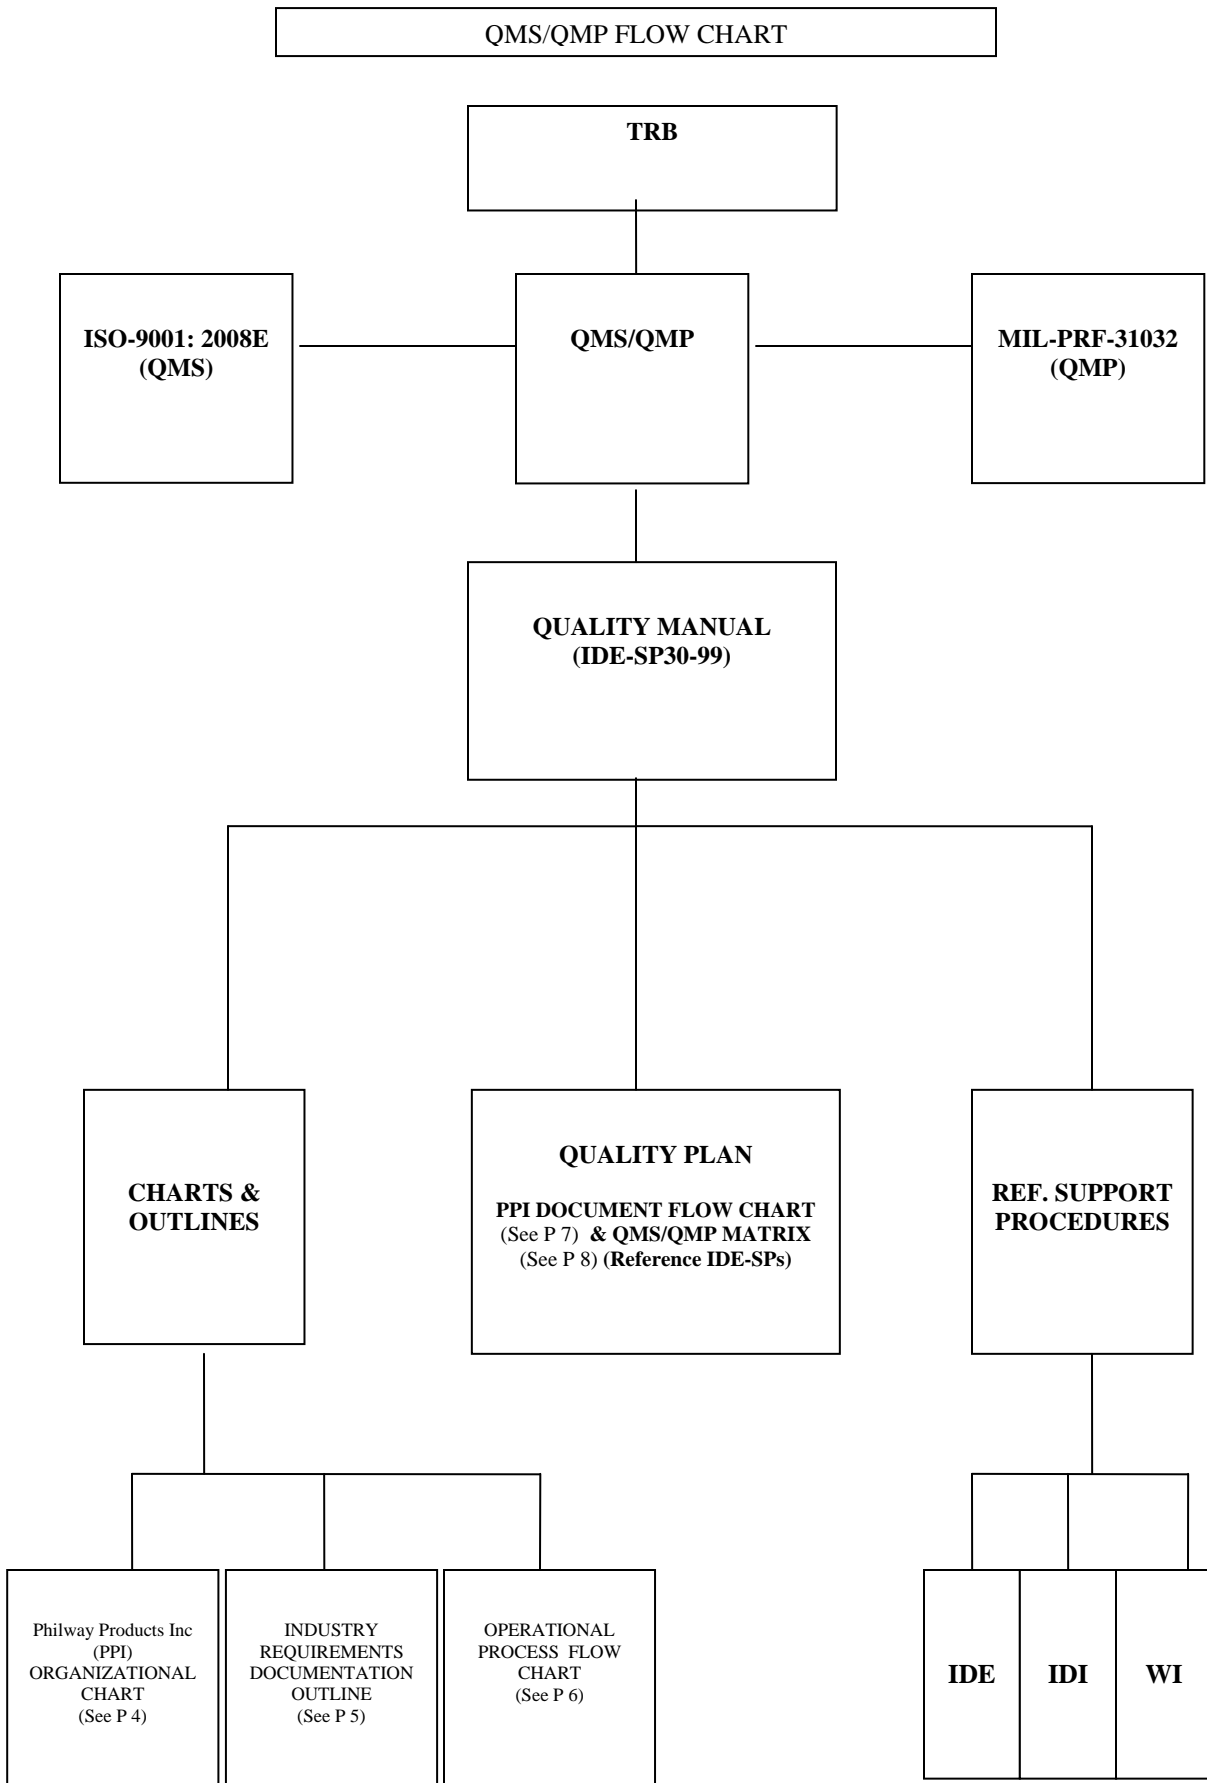 QMS/QMP FLOW CHART
TRB
ISO-9001: 2008E
(QMS)
QMS/QMP
MIL-PRF-31032
(QMP)
QUALITY MANUAL
(IDE-SP30-99)
CHARTS &
OUTLINES
QUALITY PLAN
PPI DOCUMENT FLOW CHART
(See P 7) & QMS/QMP MATRIX
(See P 8) (Reference IDE-SPs)
REF. SUPPORT
PROCEDURES
Philway Products Inc
(PPI)
ORGANIZATIONAL
CHART
(See P 4)
INDUSTRY
REQUIREMENTS
DOCUMENTATION
OUTLINE
(See P 5)
OPERATIONAL
PROCESS FLOW
CHART
(See P 6)
IDE
IDI
WI